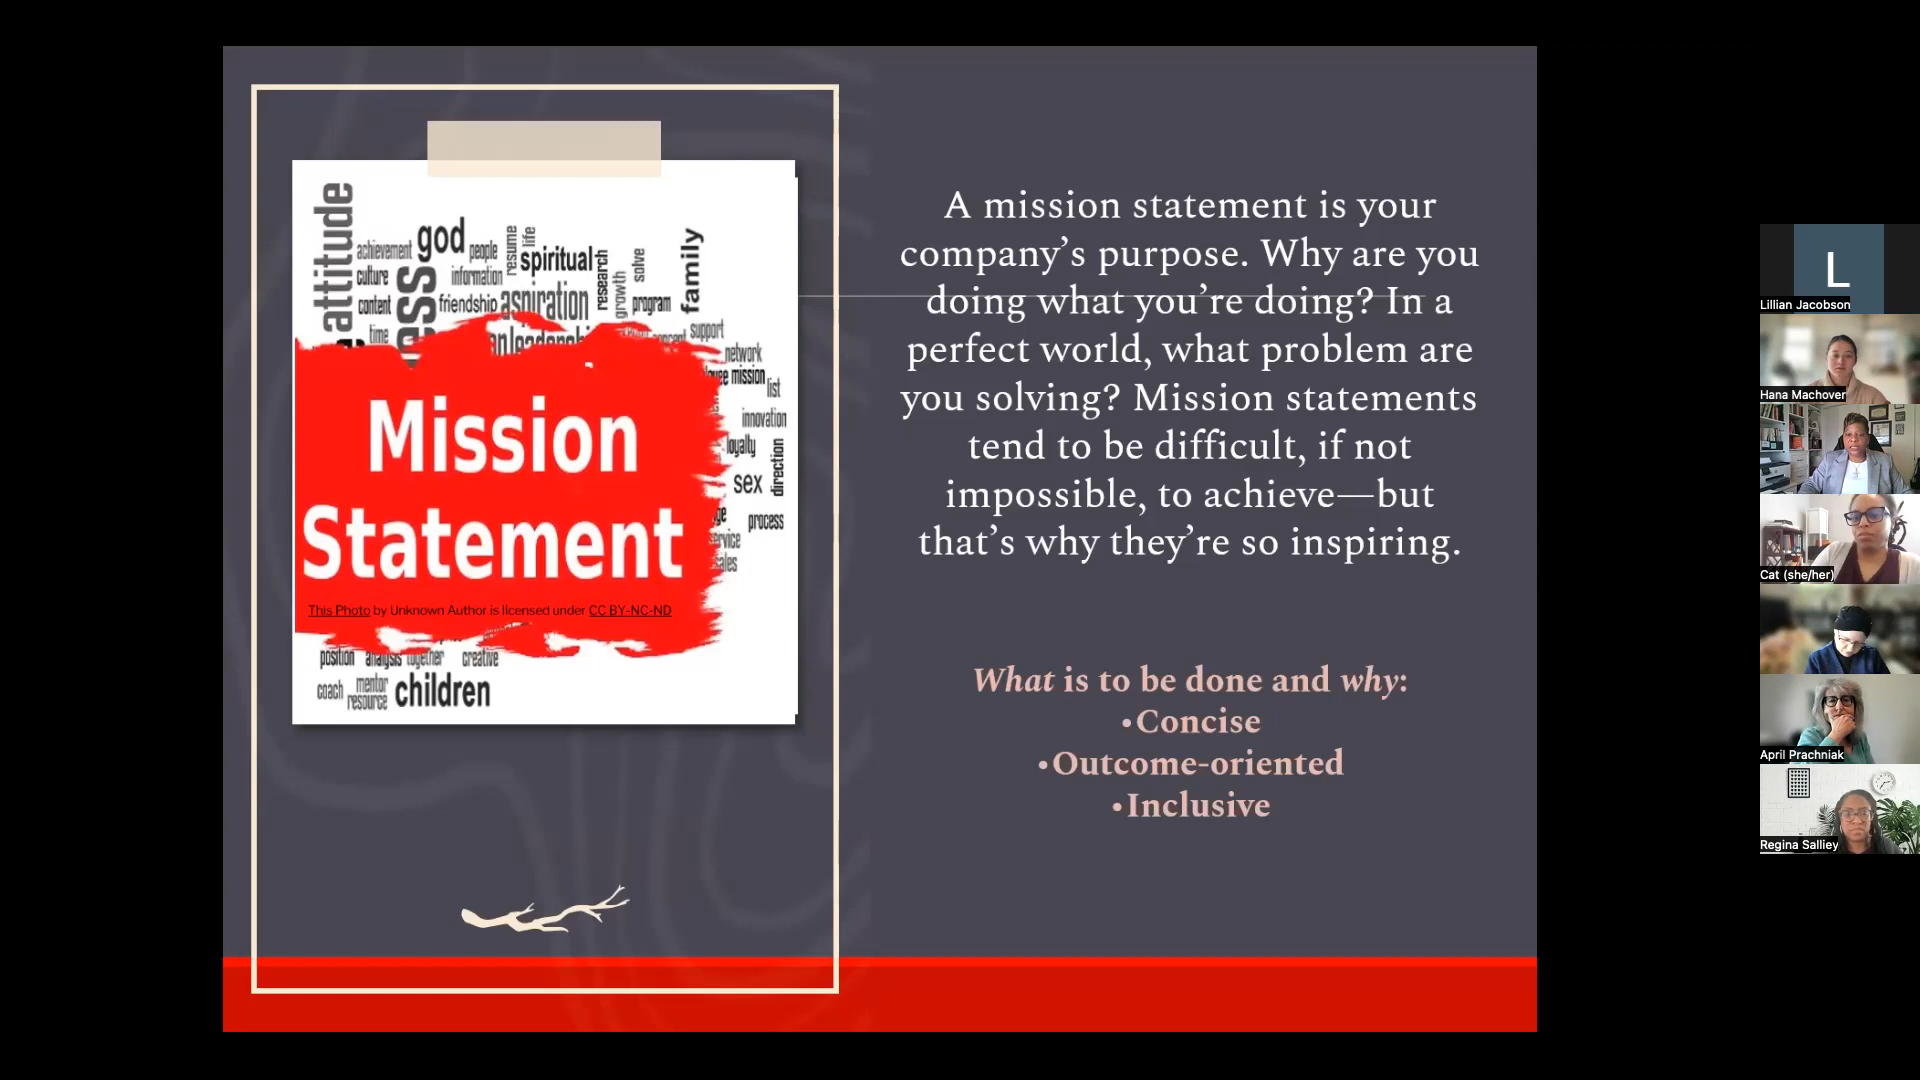 attitude
achievement
god
people
resume
life
culture
information
spiritual
research
solve
family
content
ess
friendship
aspiration
growth
program
time
support
network
mission
list
innovation
loyalty
direction
sex
process
service
sales
Mission
Statement
This Photo by Unknown Author is licensed under CC BY-NC-ND
position analysis together creative
coach mentor
resource children
A mission statement is your
company’s purpose. Why are you
doing what you’re doing? In a
perfect world, what problem are
you solving? Mission statements
tend to be difficult, if not
impossible, to achieve—but
that’s why they’re so inspiring.
What is to be done and why:
•Concise
•Outcome-oriented
•Inclusive
L
Lillian Jacobson
Hana Machover
Cat (she/her)
April Prachniak
Regina Salliey